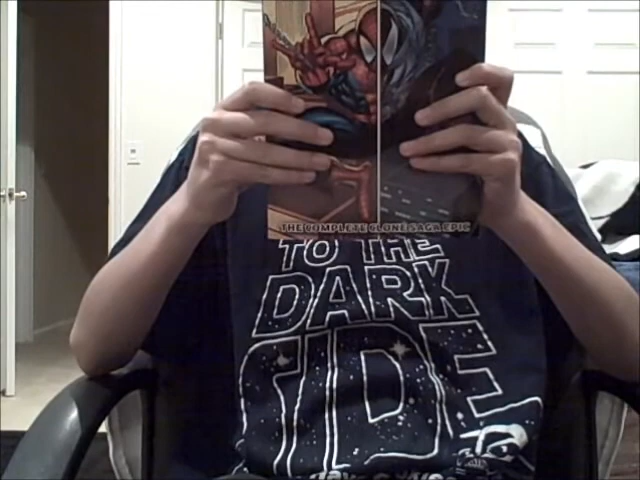 THE COMPLETE CLONE SAGA EPIC
TO THE
DARK
SIDE